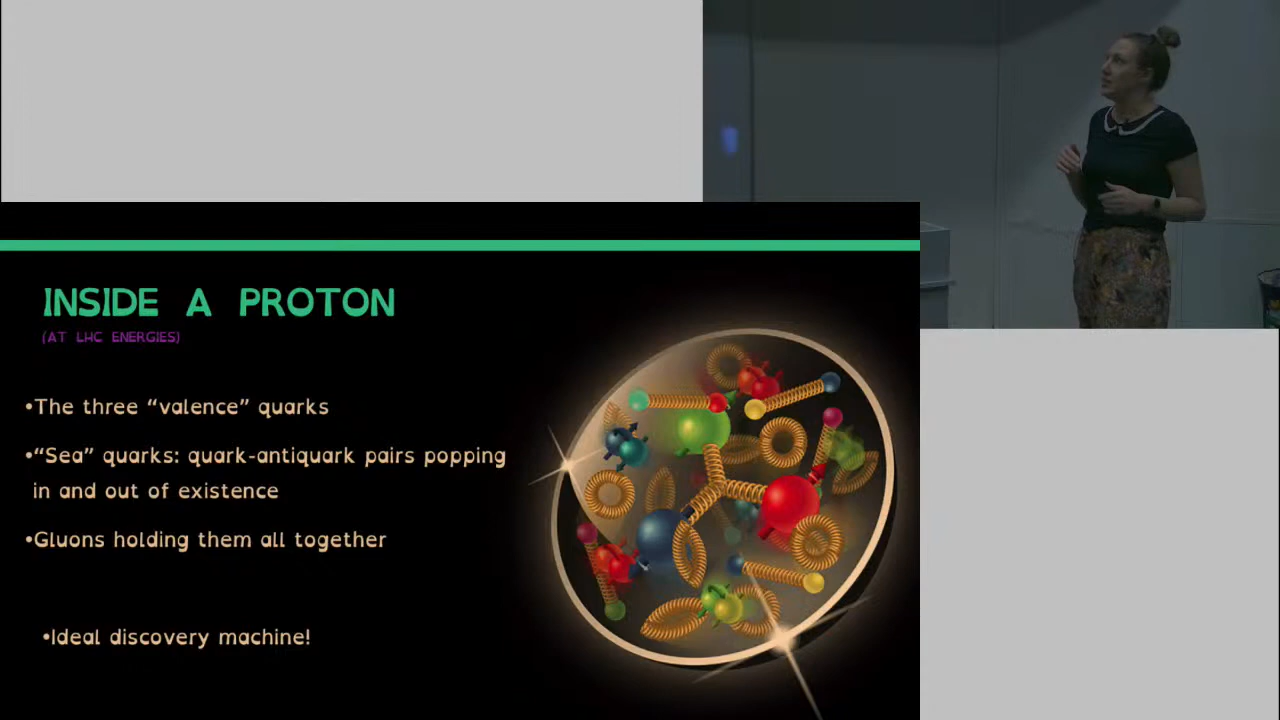 INSIDE A PROTON
(AT LHC ENERGIES)
•The three “valence” quarks
•“Sea” quarks: quark-antiquark pairs popping
in and out of existence
•Gluons holding them all together
•Ideal discovery machine!